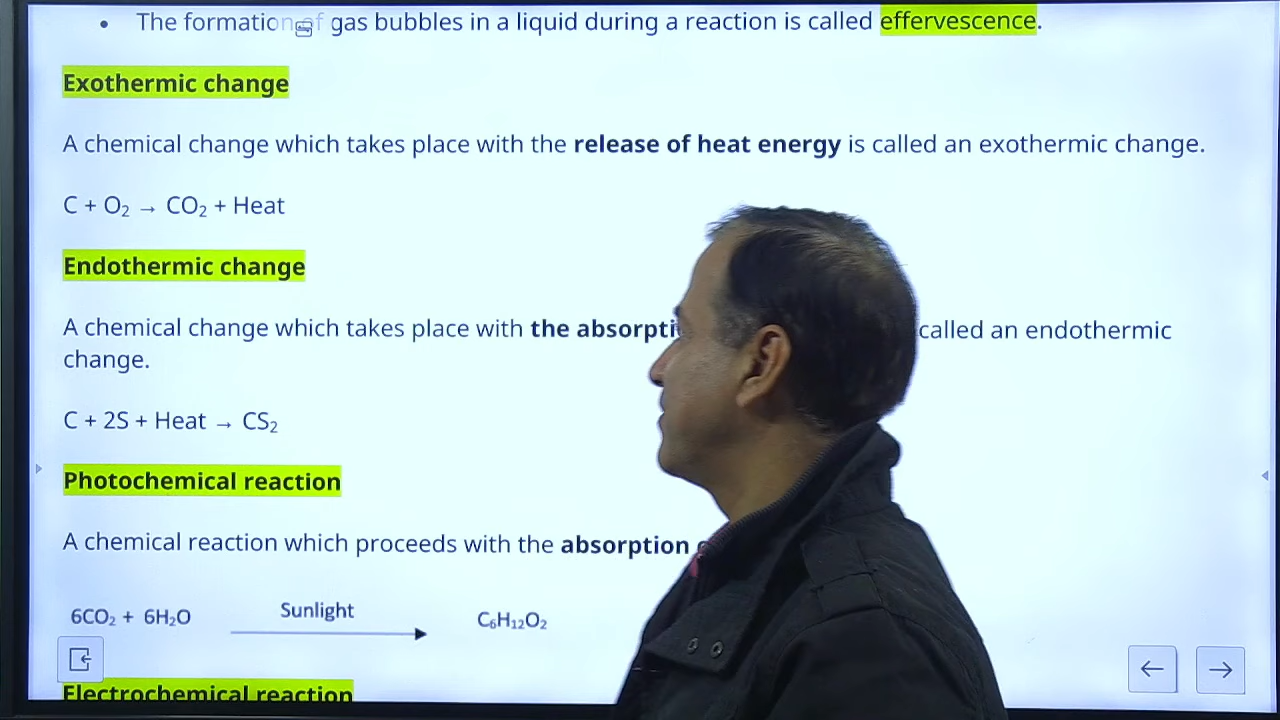 The formation of gas bubbles in a liquid during a reaction is called effervescence.
Exothermic change
A chemical change which takes place with the release of heat energy is called an exothermic change.
C + O₂ → CO₂ + Heat
Endothermic change
A chemical change which takes place with the called an endothermic
change.
C + 2S + Heat → CS₂
Photochemical reaction
A chemical reaction which proceeds with the absorption
6CO₂ + 6H₂O Sunlight C₆H₁₂O₂
Electrochemical reaction